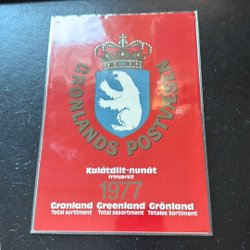 GRØNLANDS POSTVÆSEN
Kalâtdlit-nunât
frimærkit
1977
Grønland Greenland Grönland
Total sortiment Total assortment Totales Sortiment